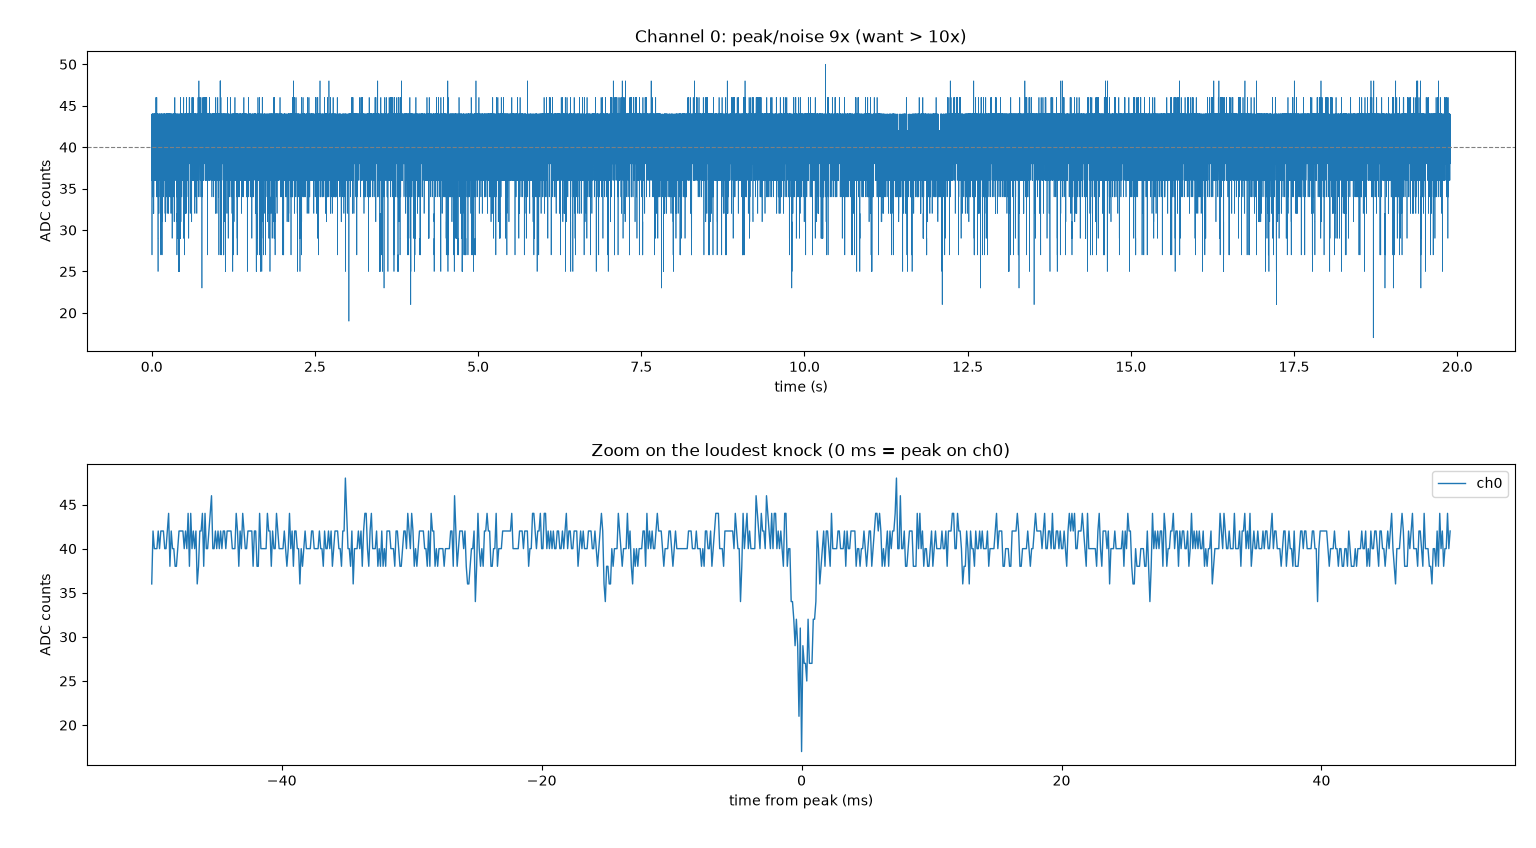 Channel 0: peak/noise 9x (want > 10x)
ADC counts
50
45
40
35
30
25
20
0.0 2.5 5.0 7.5 10.0 12.5 15.0 17.5 20.0
time (s)
Zoom on the loudest knock (0 ms = peak on ch0)
ch0
ADC counts
45
40
35
30
25
20
−40 −20 0 20 40
time from peak (ms)